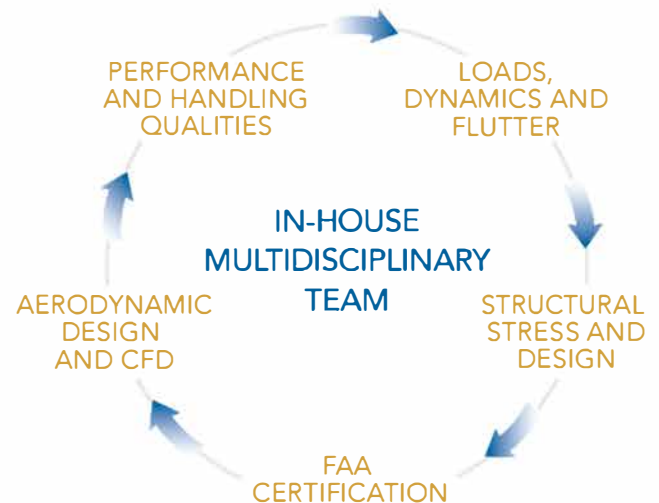 PERFORMANCE
AND HANDLING
QUALITIES
LOADS,
DYNAMICS AND
FLUTTER
IN-HOUSE
MULTIDISCIPLINARY
TEAM
AERODYNAMIC
DESIGN
AND CFD
STRUCTURAL
STRESS AND
DESIGN
FAA
CERTIFICATION